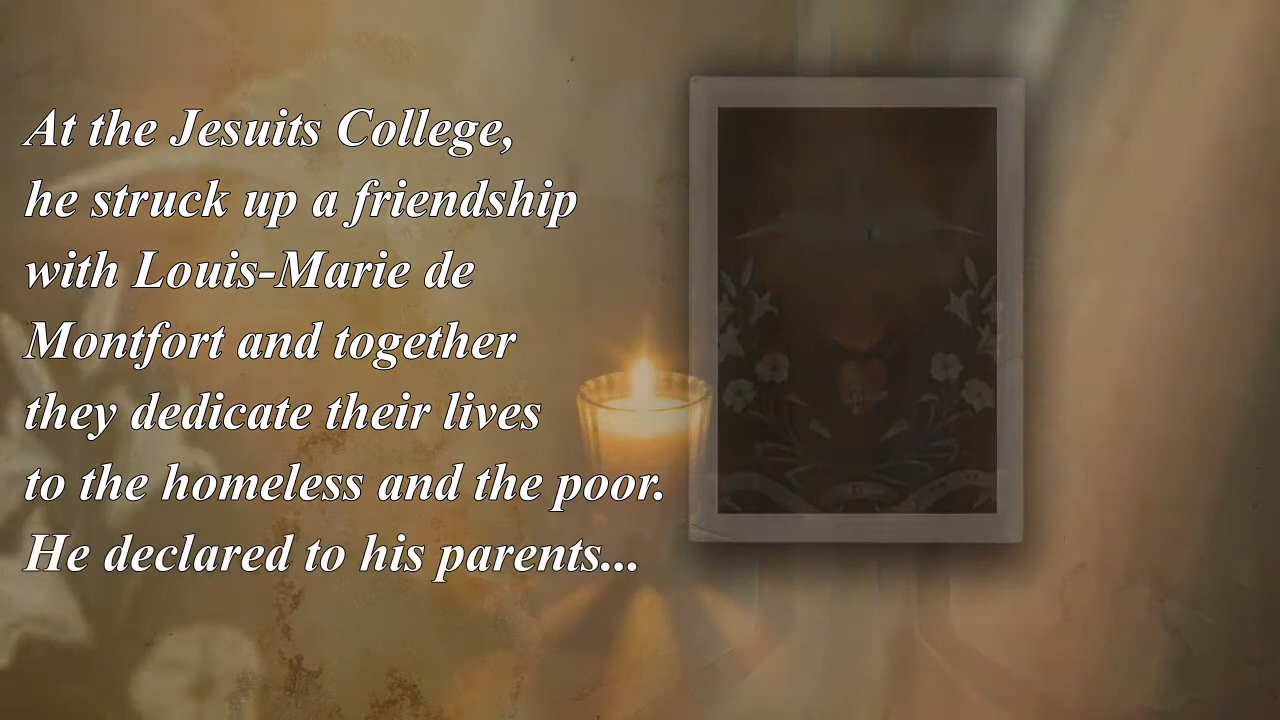 At the Jesuits College,
he struck up a friendship
with Louis-Marie de
Montfort and together
they dedicate their lives
to the homeless and the poor.
He declared to his parents...